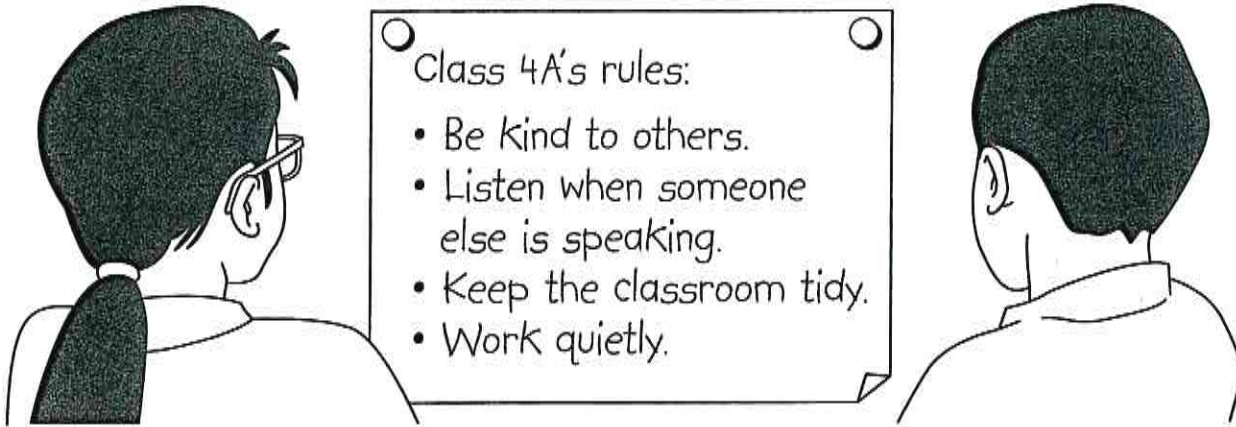 Class 4A's rules:
• Be kind to others.
• Listen when someone
else is speaking.
• Keep the classroom tidy.
• Work quietly.